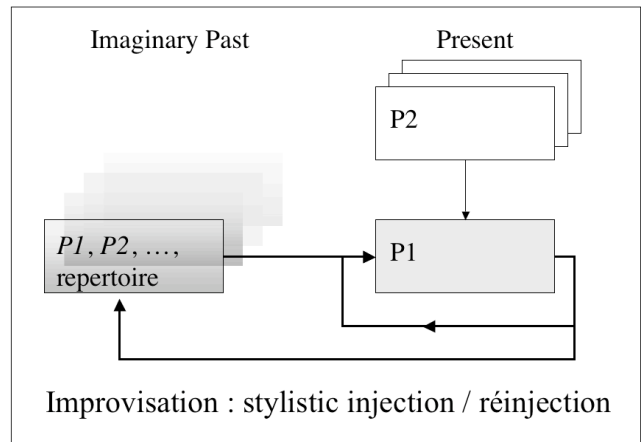 Imaginary Past
Present
P2
P1, P2, …,
repertoire
P1
Improvisation : stylistic injection / réinjection